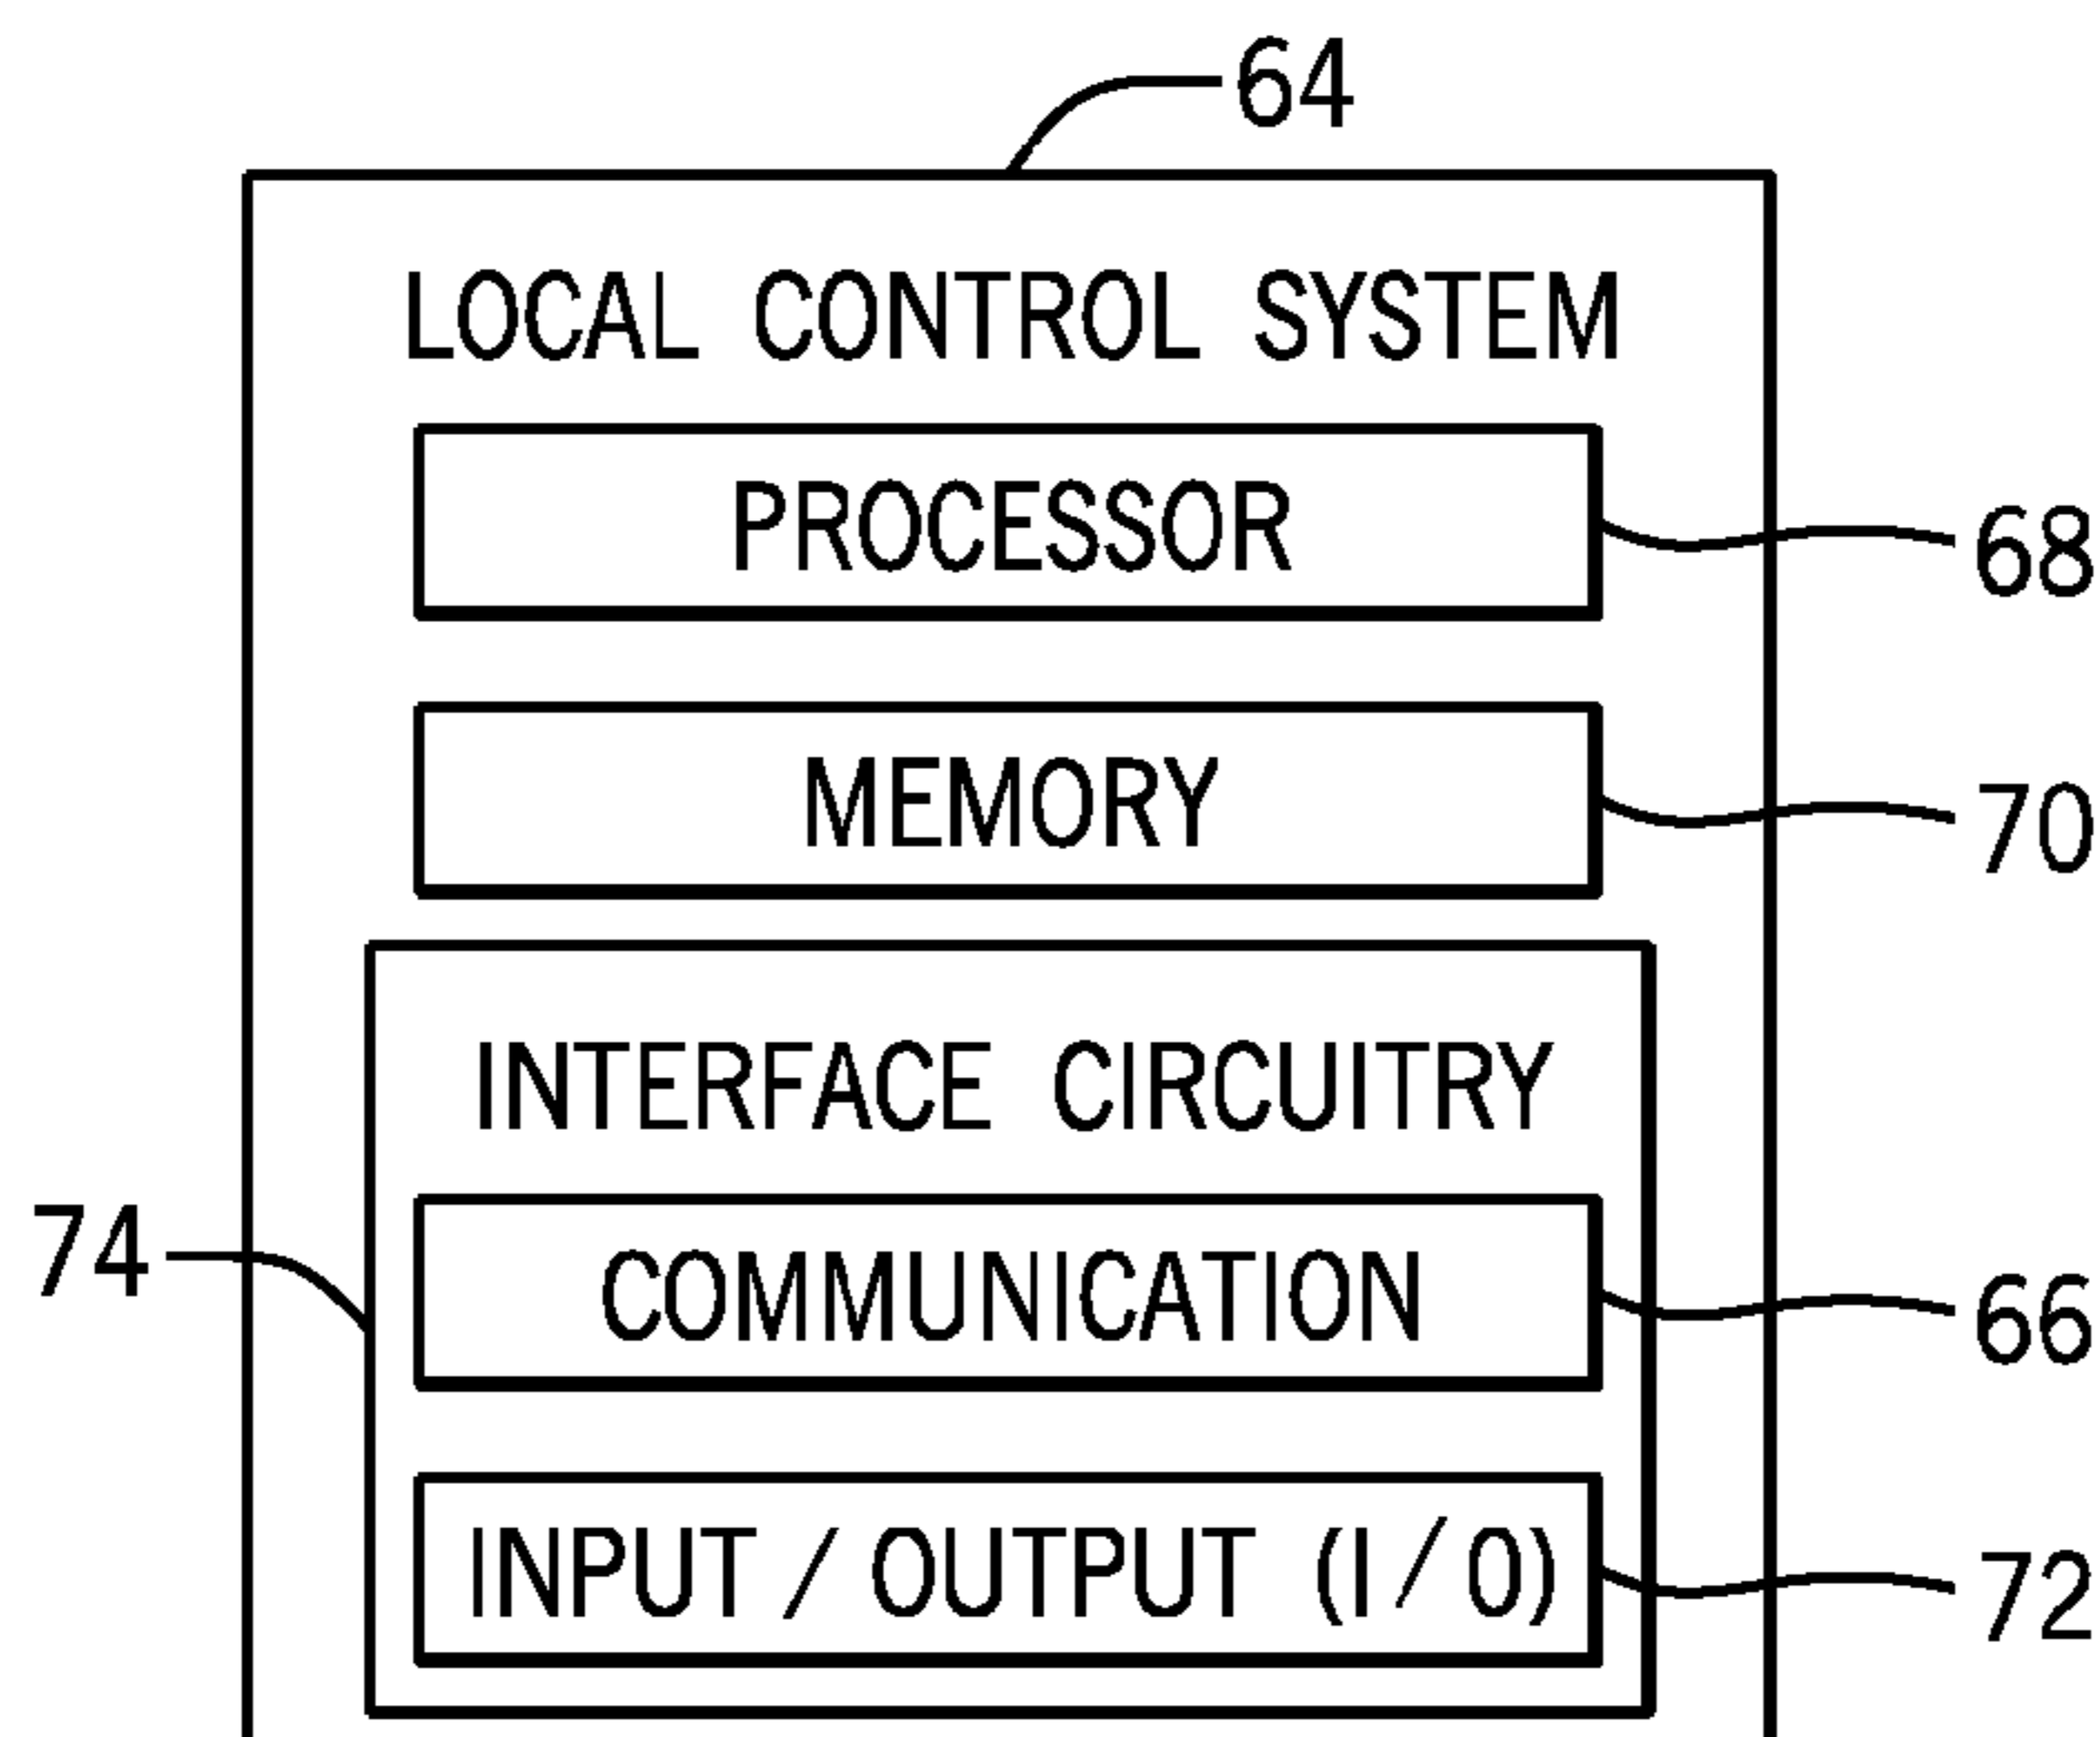 64
LOCAL CONTROL SYSTEM
PROCESSOR
68
MEMORY
70
INTERFACE CIRCUITRY
74
COMMUNICATION
66
INPUT / OUTPUT (I/O)
72